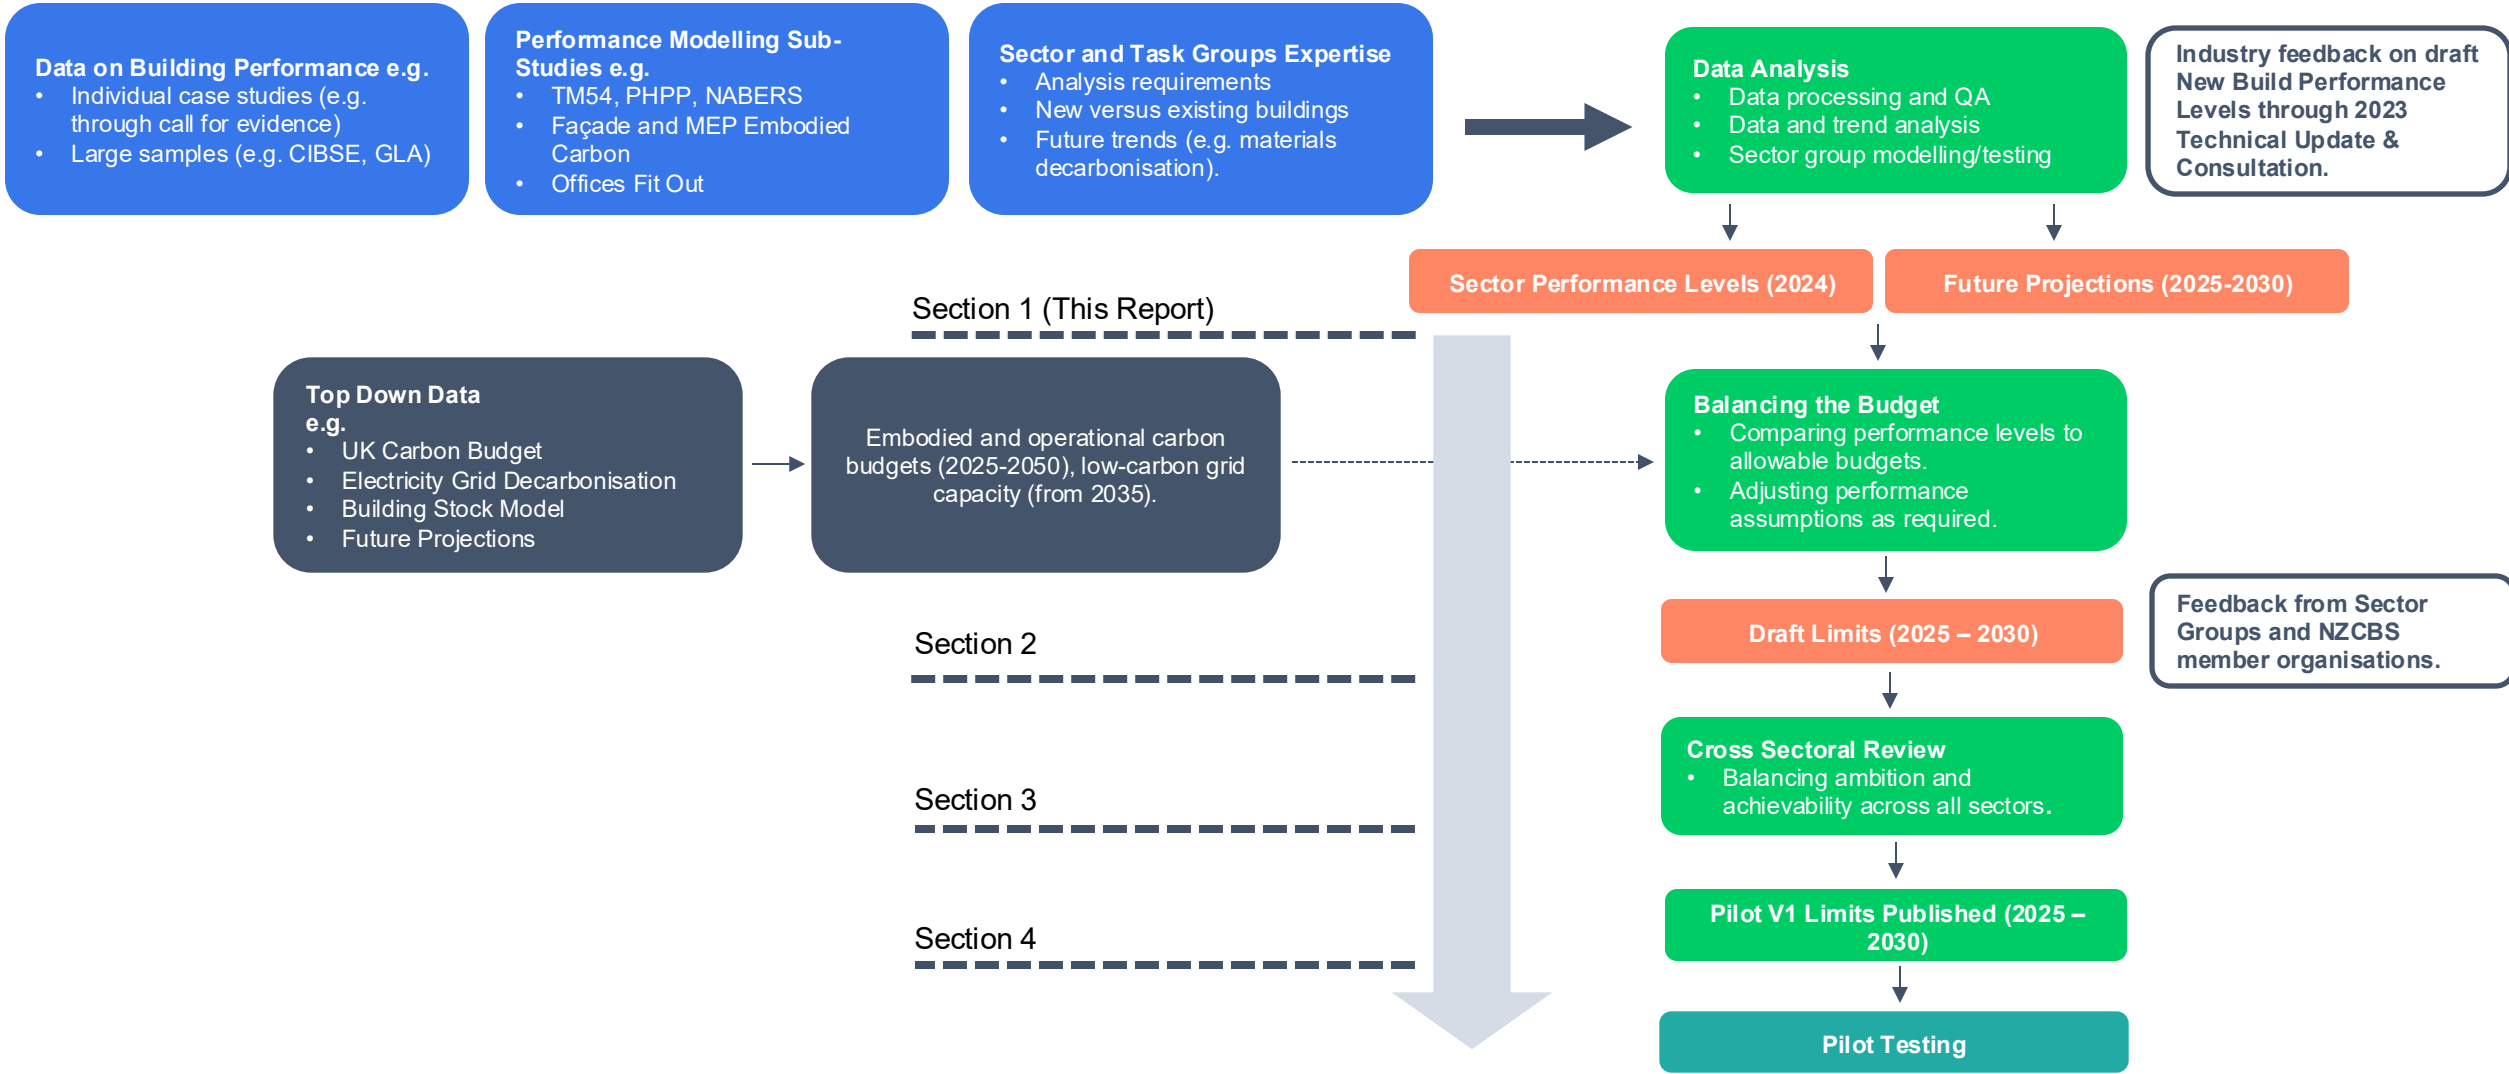 Data on Building Performance e.g.
• Individual case studies (e.g.
through call for evidence)
• Large samples (e.g. CIBSE, GLA)
Performance Modelling Sub-
Studies e.g.
• TM54, PHPP, NABERS
• Façade and MEP Embodied
Carbon
• Offices Fit Out
Sector and Task Groups Expertise
• Analysis requirements
• New versus existing buildings
• Future trends (e.g. materials
decarbonisation).
Data Analysis
• Data processing and QA
• Data and trend analysis
• Sector group modelling/testing
Industry feedback on draft
New Build Performance
Levels through 2023
Technical Update &
Consultation.
Sector Performance Levels (2024)
Future Projections (2025-2030)
Section 1 (This Report)
Top Down Data
e.g.
• UK Carbon Budget
• Electricity Grid Decarbonisation
• Building Stock Model
• Future Projections
Embodied and operational carbon
budgets (2025-2050), low-carbon grid
capacity (from 2035).
Balancing the Budget
• Comparing performance levels to
allowable budgets.
• Adjusting performance
assumptions as required.
Draft Limits (2025 – 2030)
Feedback from Sector
Groups and NZCBS
member organisations.
Section 2
Cross Sectoral Review
• Balancing ambition and
achievability across all sectors.
Section 3
Pilot V1 Limits Published (2025 –
2030)
Section 4
Pilot Testing